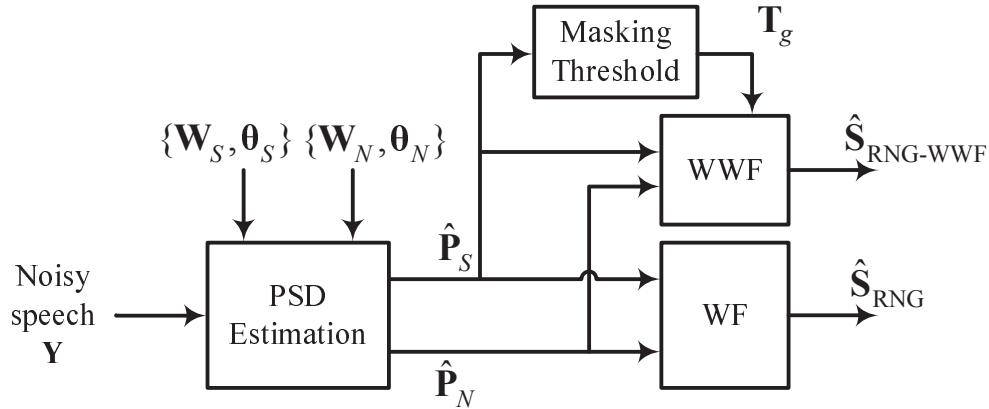 Masking
Threshold
T_g
{W_S, θ_S} {W_N, θ_N}
WWF
Ŝ_RNG-WWF
P̂_S
Noisy
speech
Y
PSD
Estimation
WF
Ŝ_RNG
P̂_N